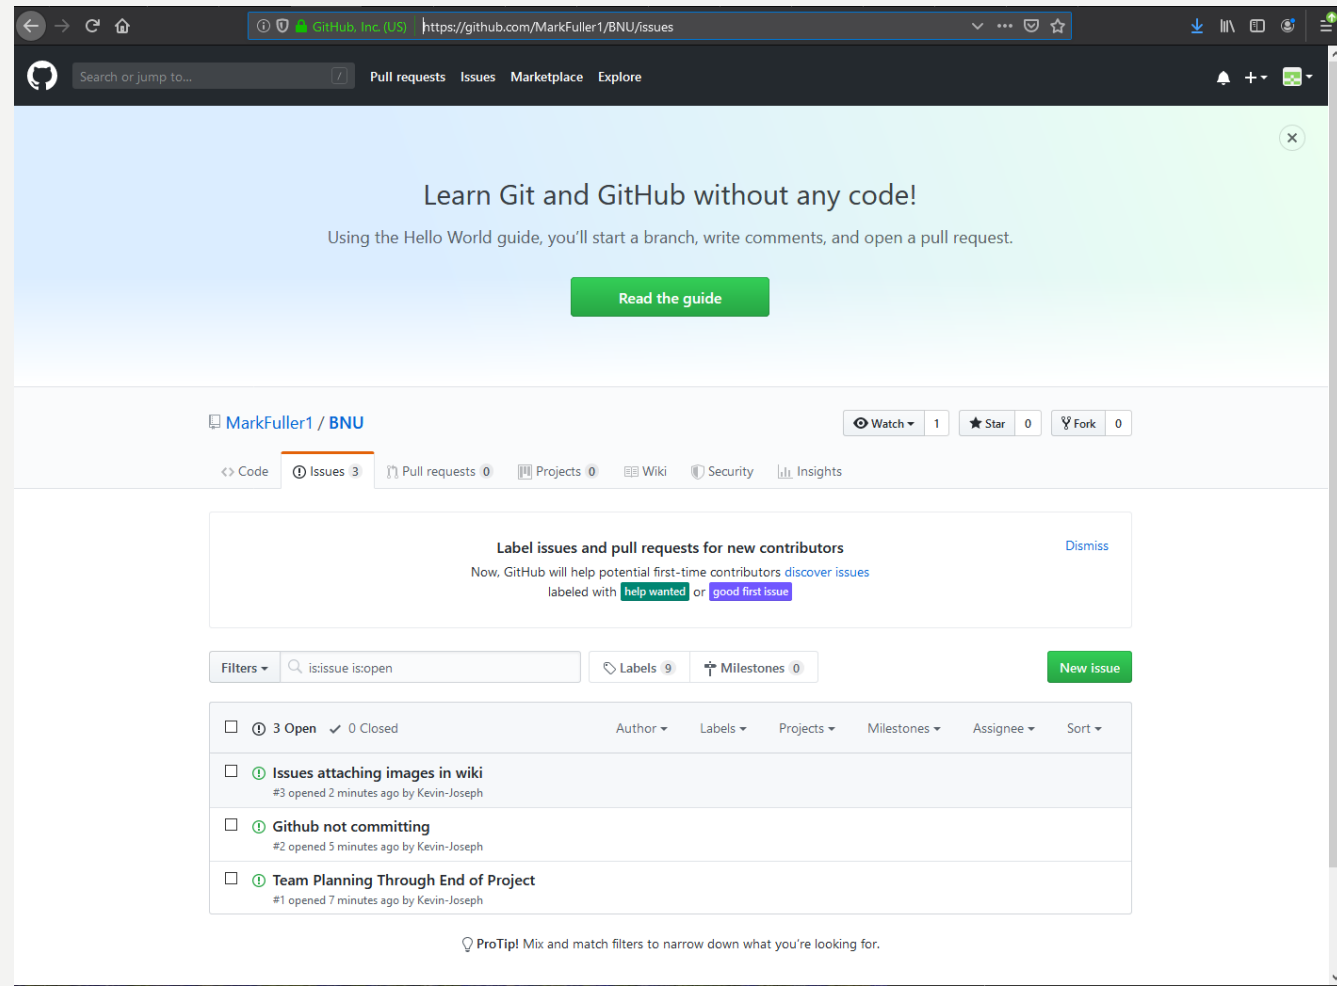 GitHub, Inc. (US) https://github.com/MarkFuller1/BNU/issues
Search or jump to... / Pull requests Issues Marketplace Explore
Learn Git and GitHub without any code!
Using the Hello World guide, you'll start a branch, write comments, and open a pull request.
Read the guide
MarkFuller1 / BNU Watch 1 Star 0 Fork 0
Code Issues 3 Pull requests 0 Projects 0 Wiki Security Insights
Label issues and pull requests for new contributors Dismiss
Now, GitHub will help potential first-time contributors discover issues
labeled with help wanted or good first issue
Filters is:issue is:open Labels 9 Milestones 0 New issue
3 Open 0 Closed Author Labels Projects Milestones Assignee Sort
Issues attaching images in wiki
#3 opened 2 minutes ago by Kevin-Joseph
Github not committing
#2 opened 5 minutes ago by Kevin-Joseph
Team Planning Through End of Project
#1 opened 7 minutes ago by Kevin-Joseph
ProTip! Mix and match filters to narrow down what you're looking for.